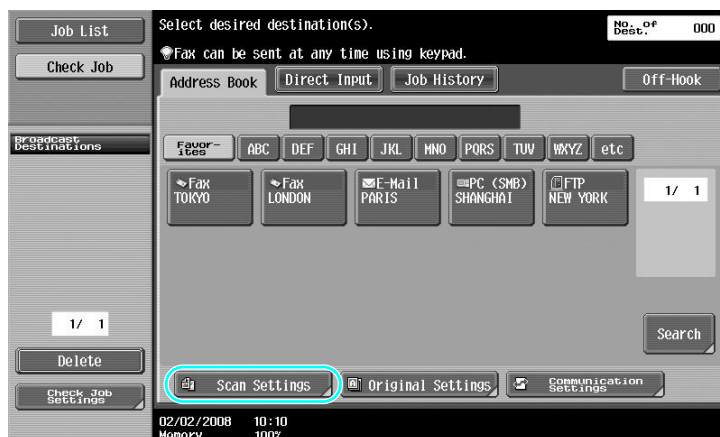 Job List
Check Job
Broadcast
Destinations
1/ 1
Delete
Check Job
Settings
Select desired destination(s).
No. of
Dest.
000
Fax can be sent at any time using keypad.
Address Book
Direct Input
Job History
Off-Hook
Favor-
ites
ABC
DEF
GHI
JKL
MNO
PQRS
TUV
WXYZ
etc
Fax
TOKYO
Fax
LONDON
E-Mail
PARIS
PC (SMB)
SHANGHAI
FTP
NEW YORK
1/ 1
Search
Scan Settings
Original Settings
Communication
Settings
02/02/2008 10:10
Memory 100%